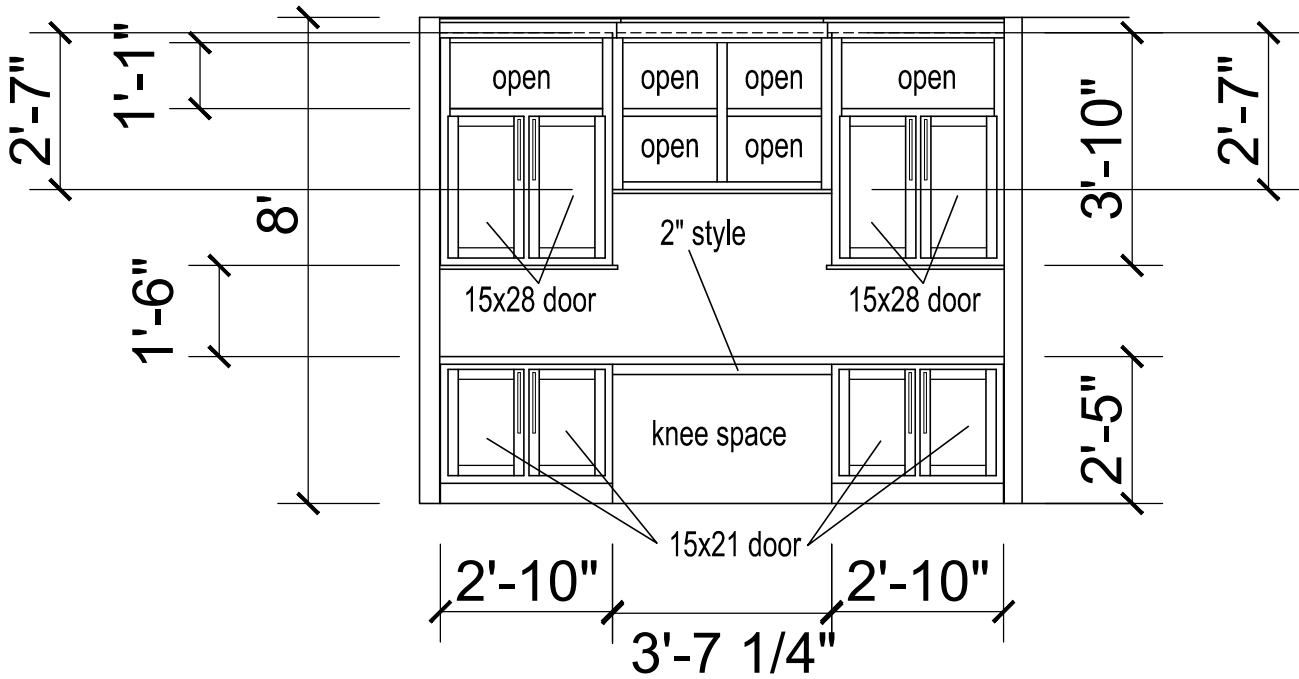 open
open
open
open
open
open
2'-7"
1'-1"
8'
3'-10"
2'-7"
2" style
15x28 door
15x28 door
1'-6"
2'-5"
knee space
15x21 door
2'-10"
2'-10"
3'-7 1/4"